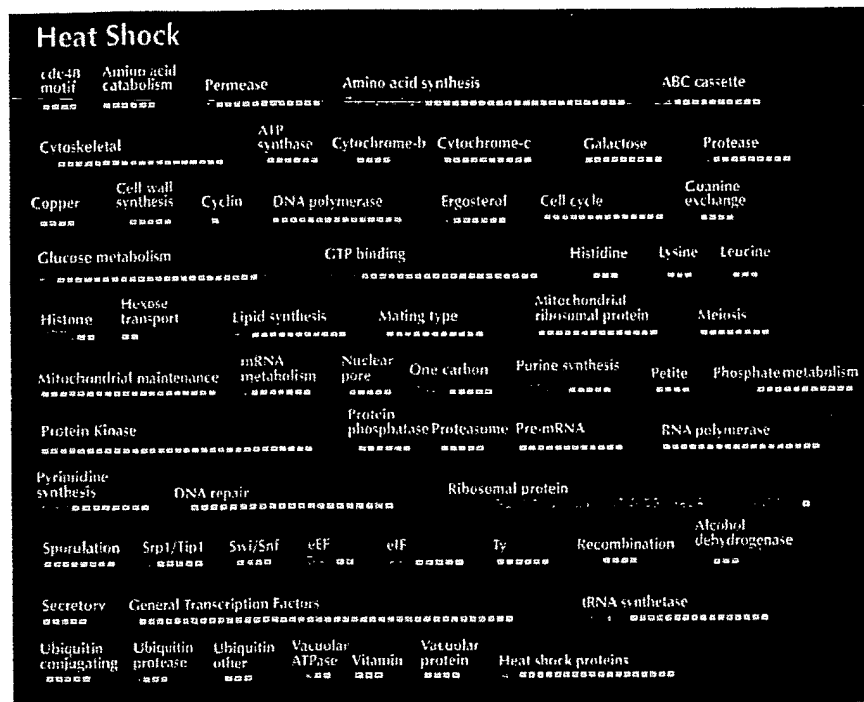 Heat Shock
cdc48 motif
Amino acid catabolism
Permease
Amino acid synthesis
ABC cassette
Cytoskeletal
ATP synthase
Cytochrome-b
Cytochrome-c
Galactose
Protease
Copper
Cell wall synthesis
Cyclin
DNA polymerase
Ergosterol
Cell cycle
Guanine exchange
Glucose metabolism
GTP binding
Histidine
Lysine
Leucine
Histone
Hexose transport
Lipid synthesis
Mating type
Mitochondrial ribosomal protein
Meiosis
Mitochondrial maintenance
mRNA metabolism
Nuclear pore
One carbon
Purine synthesis
Petite
Phosphate metabolism
Protein Kinase
Protein phosphatase
Proteasome
Pre-mRNA
RNA polymerase
Pyrimidine synthesis
DNA repair
Ribosomal protein
Sporulation
Srp1/Tip1
Swi/Snf
eEF
eIF
Ty
Recombination
Alcohol dehydrogenase
Secretory
General Transcription Factors
tRNA synthetase
Ubiquitin conjugating
Ubiquitin protease
Ubiquitin other
Vacuolar ATPase
Vitamin
Vacuolar protein
Heat shock proteins